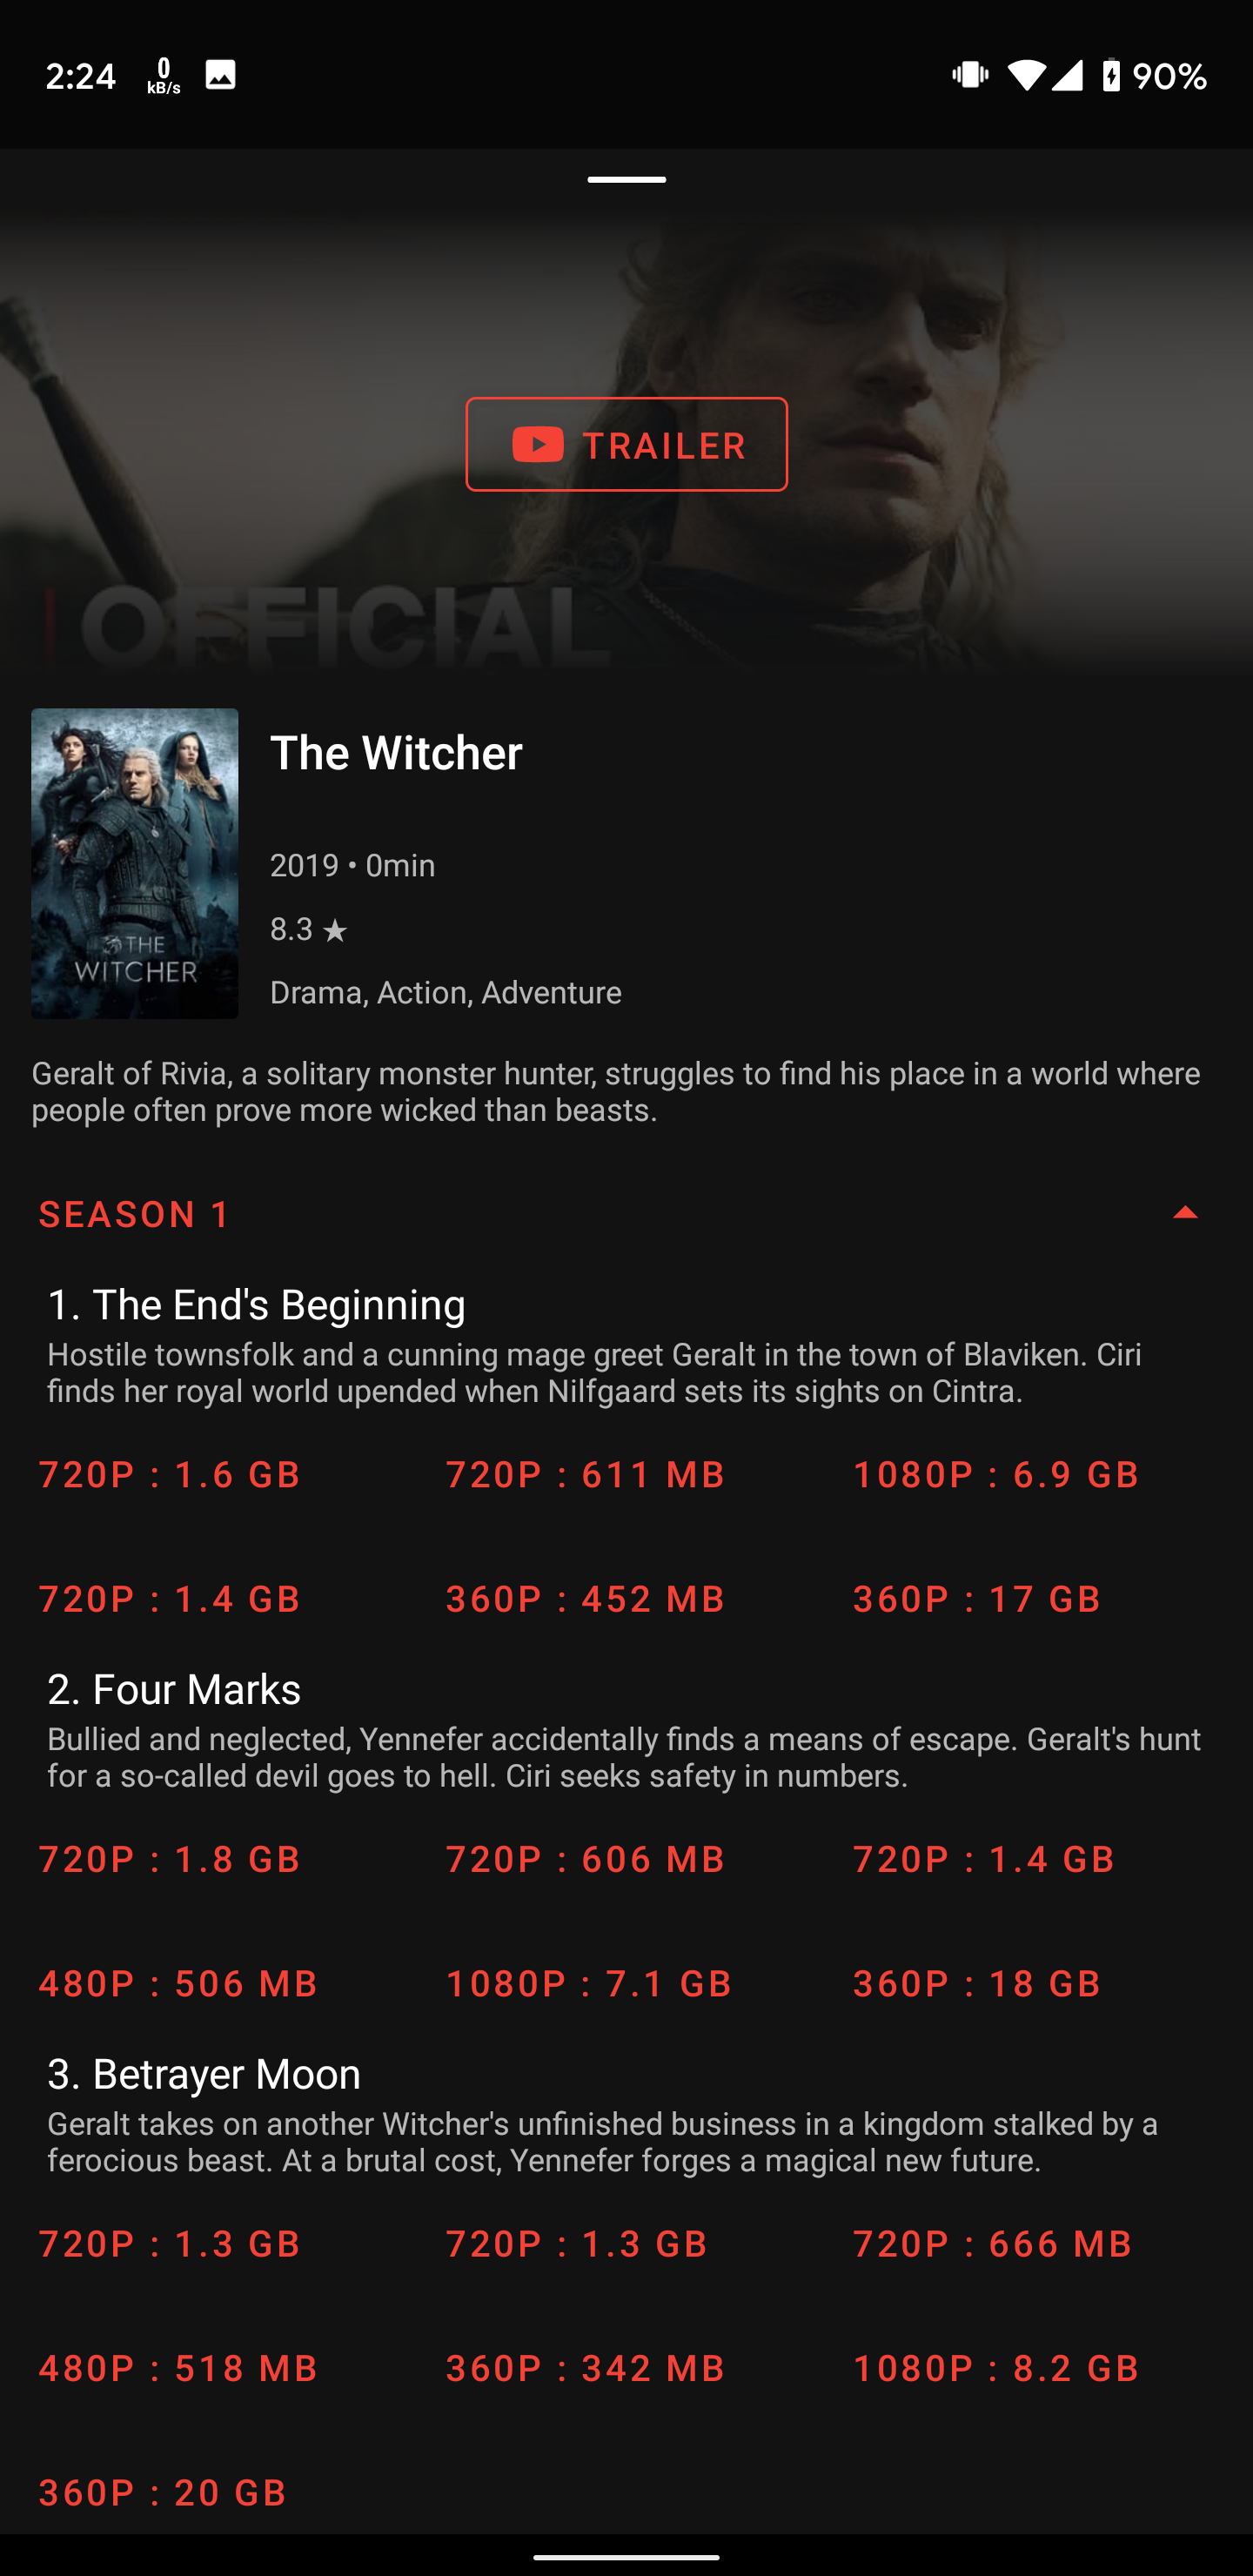 2:24 0 kB/s 90%
TRAILER
OFFICIAL
The Witcher
2019 • 0min
8.3 ★
Drama, Action, Adventure
THE
WITCHER
Geralt of Rivia, a solitary monster hunter, struggles to find his place in a world where
people often prove more wicked than beasts.
SEASON 1
1. The End's Beginning
Hostile townsfolk and a cunning mage greet Geralt in the town of Blaviken. Ciri
finds her royal world upended when Nilfgaard sets its sights on Cintra.
720P : 1.6 GB 720P : 611 MB 1080P : 6.9 GB
720P : 1.4 GB 360P : 452 MB 360P : 17 GB
2. Four Marks
Bullied and neglected, Yennefer accidentally finds a means of escape. Geralt's hunt
for a so-called devil goes to hell. Ciri seeks safety in numbers.
720P : 1.8 GB 720P : 606 MB 720P : 1.4 GB
480P : 506 MB 1080P : 7.1 GB 360P : 18 GB
3. Betrayer Moon
Geralt takes on another Witcher's unfinished business in a kingdom stalked by a
ferocious beast. At a brutal cost, Yennefer forges a magical new future.
720P : 1.3 GB 720P : 1.3 GB 720P : 666 MB
480P : 518 MB 360P : 342 MB 1080P : 8.2 GB
360P : 20 GB